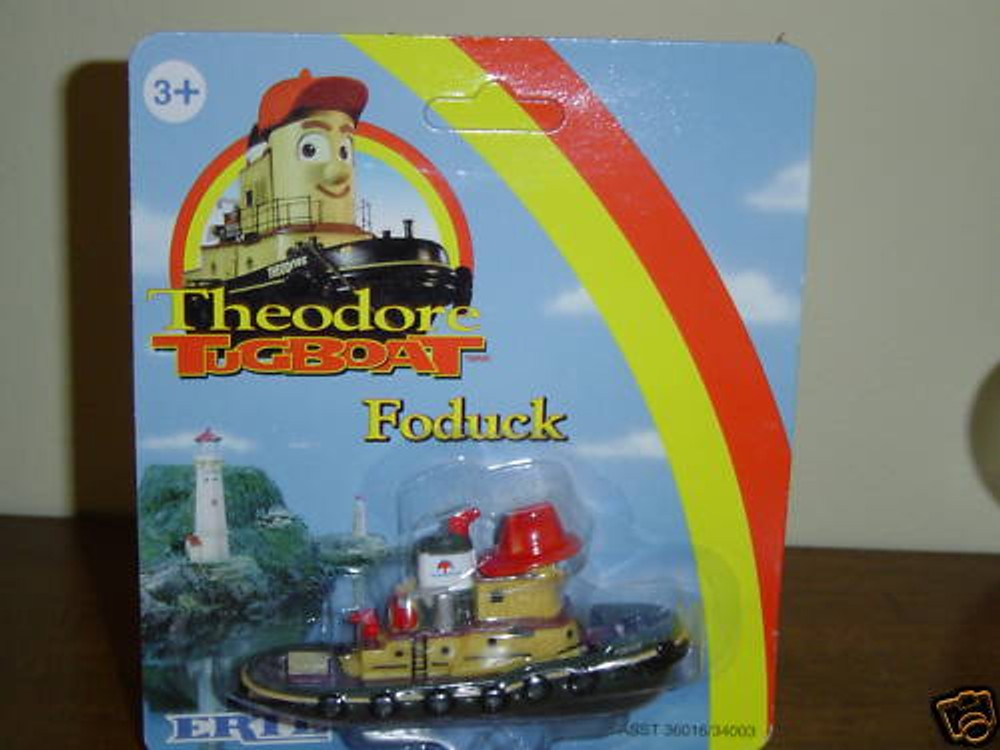 3+
THEODORE
Theodore
TUGBOAT
Foduck
ERTL
ASST 36016/34003